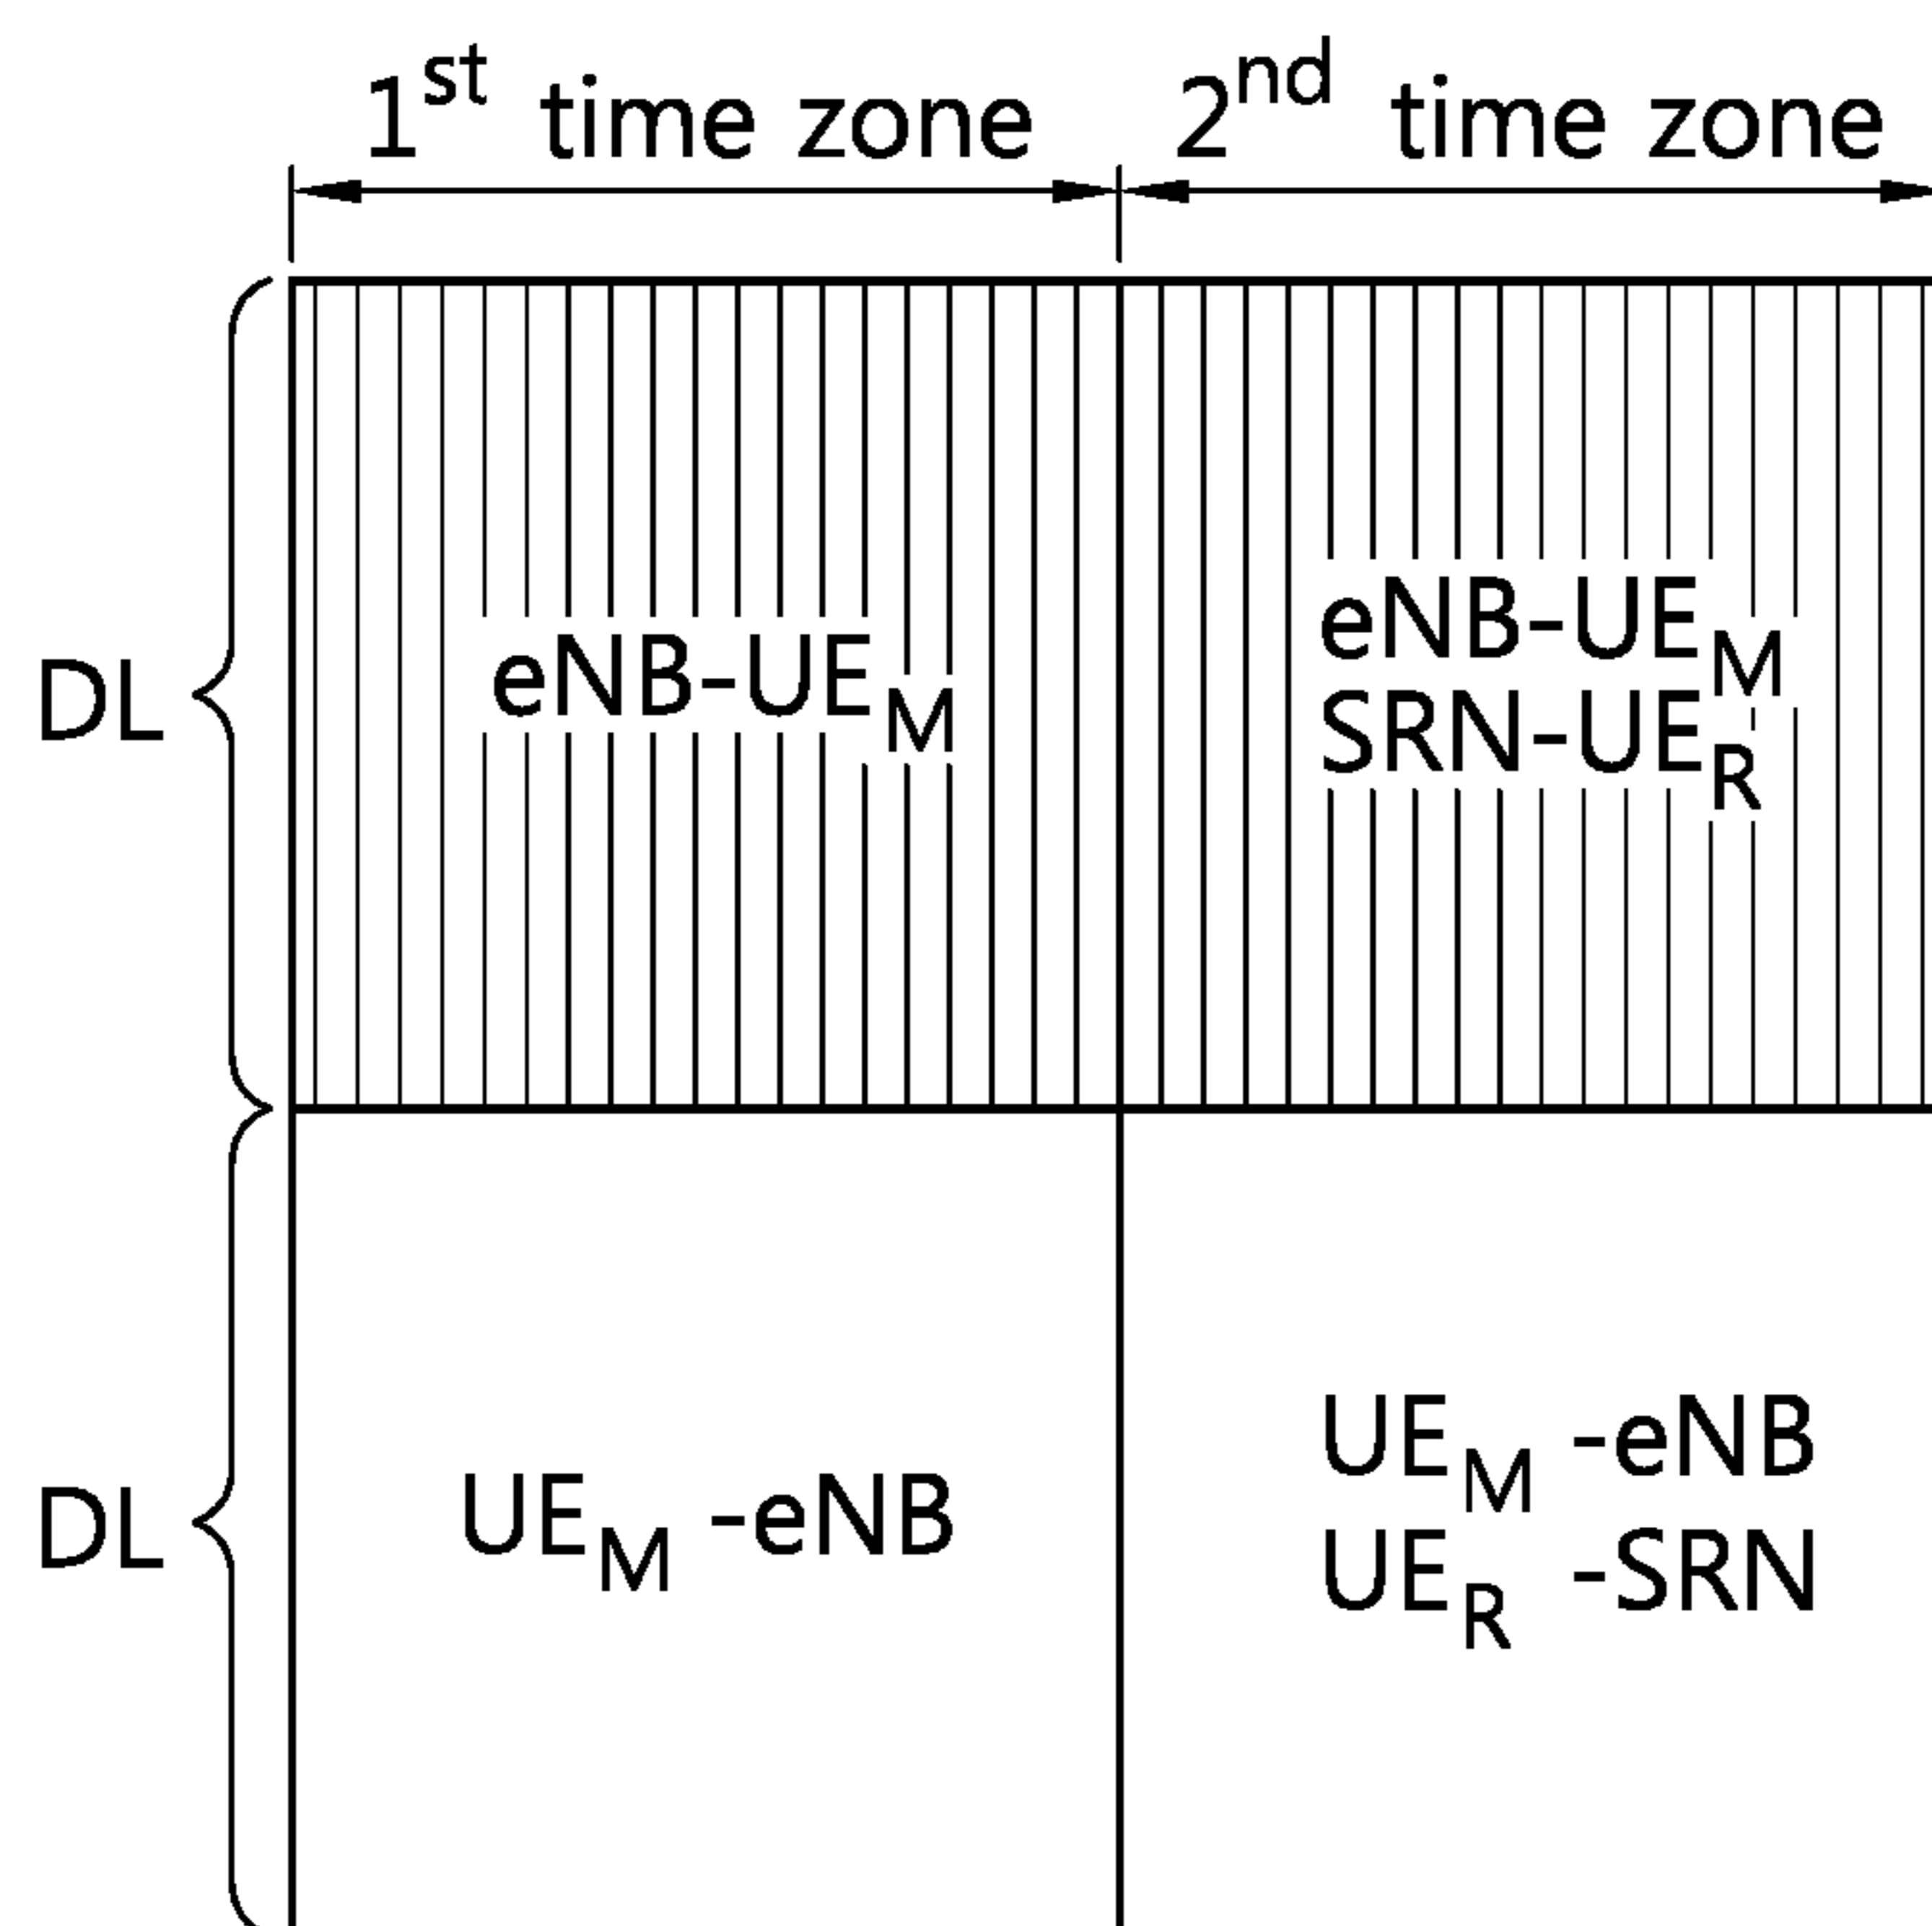 1st time zone 2nd time zone
DL
eNB-UEM
eNB-UEM
SRN-UER
DL
UEM -eNB
UEM -eNB
UER -SRN